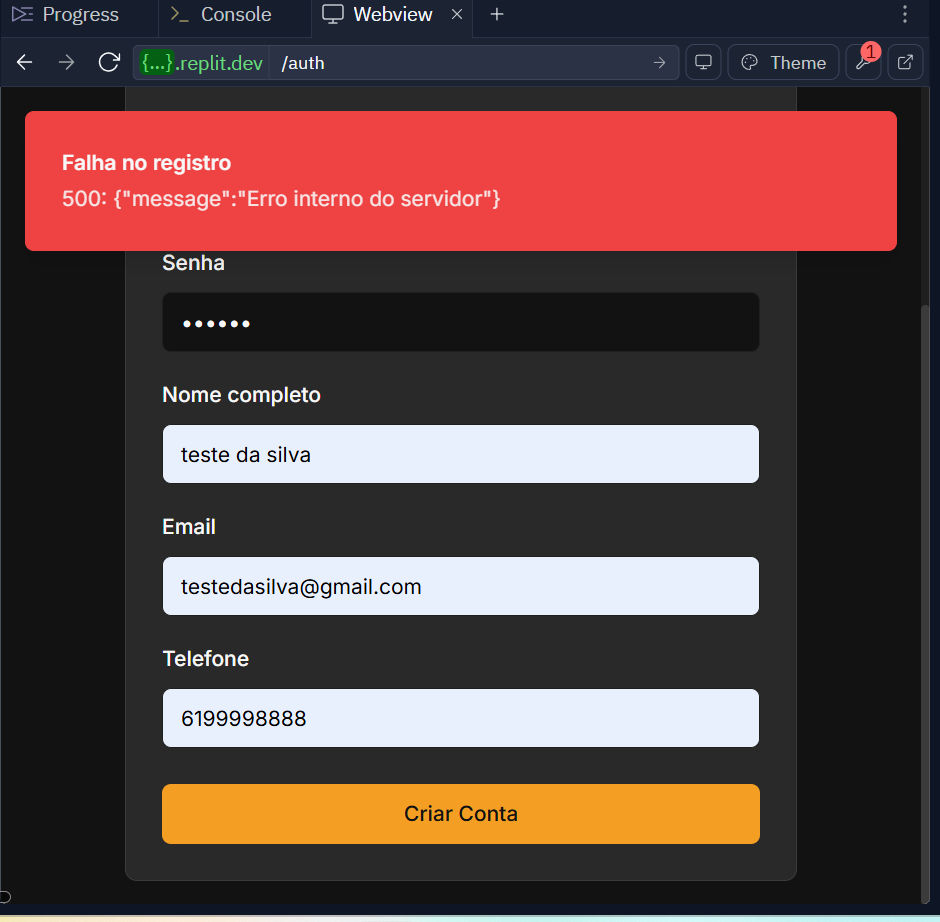 Progress
Console
Webview
{...}.replit.dev /auth
Theme
1
Falha no registro
500: {"message":"Erro interno do servidor"}
Senha
Nome completo
teste da silva
Email
testedasilva@gmail.com
Telefone
6199998888
Criar Conta